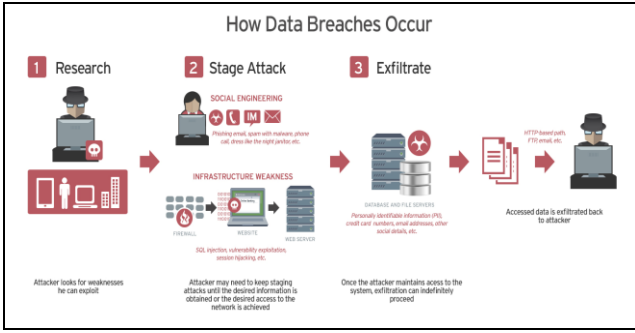 How Data Breaches Occur
1 Research
Attacker looks for weaknesses
he can exploit
2 Stage Attack
SOCIAL ENGINEERING
IM
Phishing email, spam with malware, phone
call, dress like the night janitor, etc.
INFRASTRUCTURE WEAKNESS
FIREWALL
WEBSITE
WEB SERVER
SQL injection, vulnerability exploitation,
session hijacking, etc.
Attacker may need to keep staging
attacks until the desired information is
obtained or the desired access to the
network is achieved
3 Exfiltrate
DATABASE AND FILE SERVERS
Personally identifiable information (PII),
credit card numbers, email addresses, other
social details, etc.
Once the attacker maintains acess to the
system, exfiltration can indefinitely
proceed
HTTP-based path,
FTP, email, etc.
Accessed data is exfiltrated back
to attacker